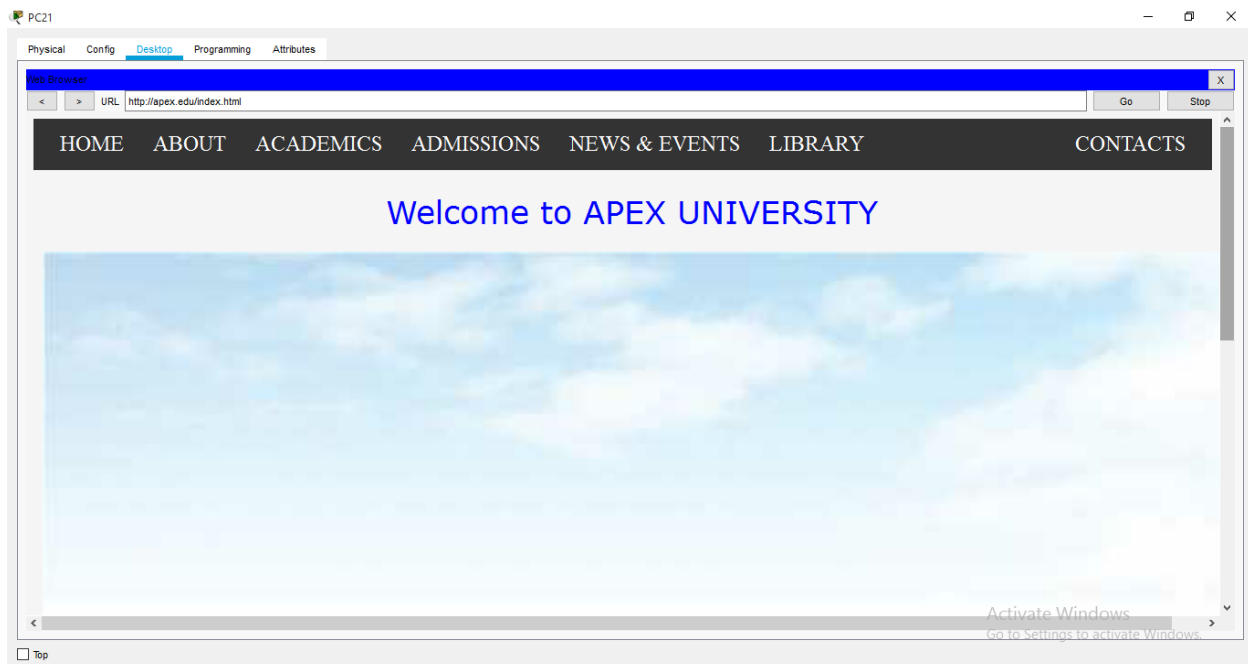 PC21
Physical Config Desktop Programming Attributes
Web Browser
X
< > URL http://apex.edu/index.html Go Stop
HOME ABOUT ACADEMICS ADMISSIONS NEWS & EVENTS LIBRARY CONTACTS
Welcome to APEX UNIVERSITY
Activate Windows
Go to Settings to activate Windows.
Top